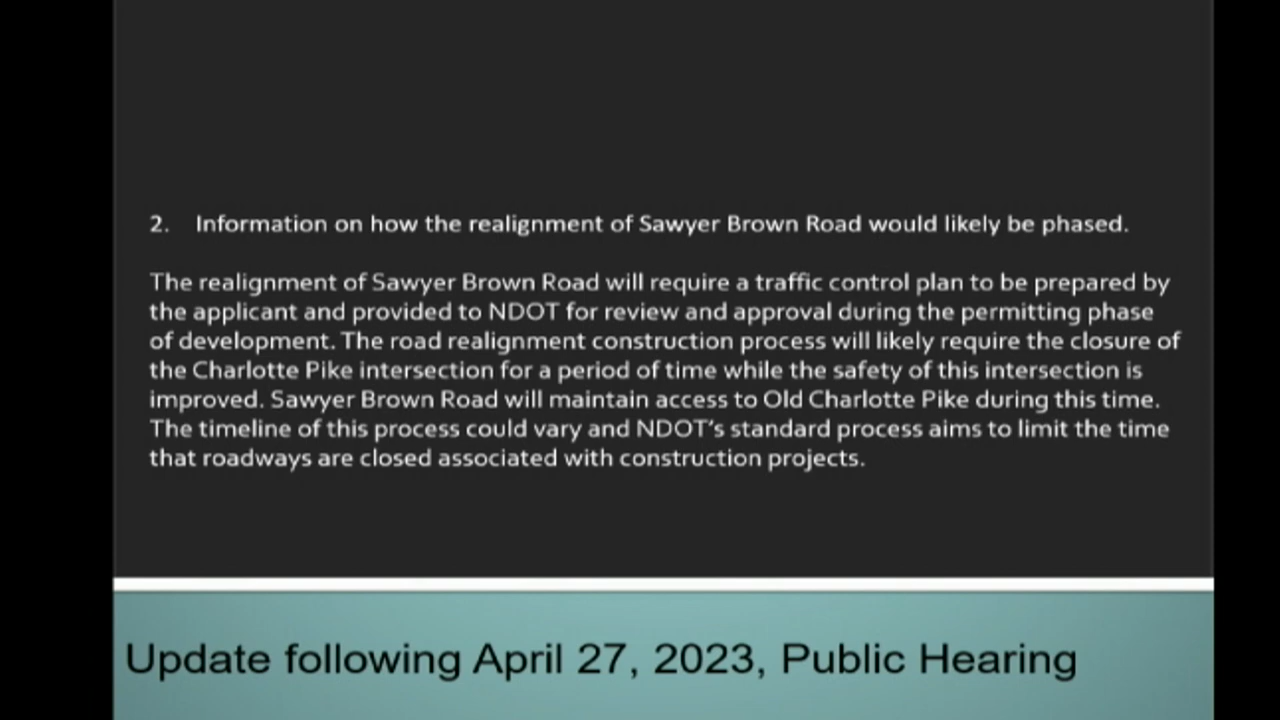 2. Information on how the realignment of Sawyer Brown Road would likely be phased.
The realignment of Sawyer Brown Road will require a traffic control plan to be prepared by
the applicant and provided to NDOT for review and approval during the permitting phase
of development. The road realignment construction process will likely require the closure of
the Charlotte Pike intersection for a period of time while the safety of this intersection is
improved. Sawyer Brown Road will maintain access to Old Charlotte Pike during this time.
The timeline of this process could vary and NDOT's standard process aims to limit the time
that roadways are closed associated with construction projects.
Update following April 27, 2023, Public Hearing